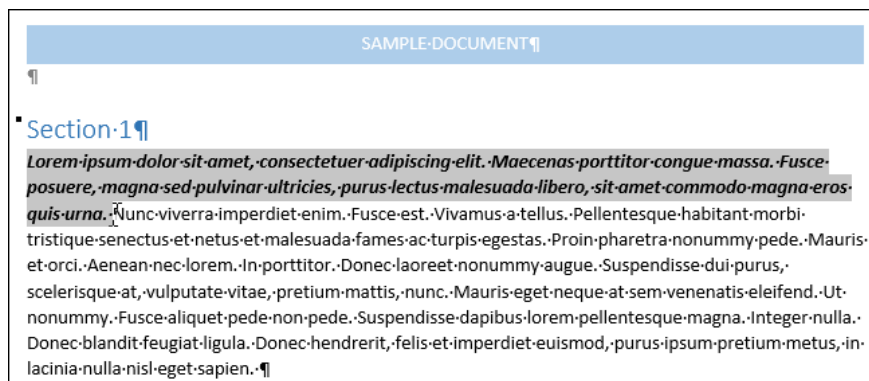 SAMPLE·DOCUMENT¶
¶
Section·1¶
Lorem·ipsum·dolor·sit·amet,·consectetuer·adipiscing·elit.·Maecenas·porttitor·congue·massa.·Fusce·
posuere,·magna·sed·pulvinar·ultricies,·purus·lectus·malesuada·libero,·sit·amet·commodo·magna·eros·
quis·urna.·Nunc·viverra·imperdiet·enim.·Fusce·est.·Vivamus·a·tellus.·Pellentesque·habitant·morbi·
tristique·senectus·et·netus·et·malesuada·fames·ac·turpis·egestas.·Proin·pharetra·nonummy·pede.·Mauris·
et·orci.·Aenean·nec·lorem.·In·porttitor.·Donec·laoreet·nonummy·augue.·Suspendisse·dui·purus,·
scelerisque·at,·vulputate·vitae,·pretium·mattis,·nunc.·Mauris·eget·neque·at·sem·venenatis·eleifend.·Ut·
nonummy.·Fusce·aliquet·pede·non·pede.·Suspendisse·dapibus·lorem·pellentesque·magna.·Integer·nulla.·
Donec·blandit·feugiat·ligula.·Donec·hendrerit,·felis·et·imperdiet·euismod,·purus·ipsum·pretium·metus,·in·
lacinia·nulla·nisl·eget·sapien.·¶